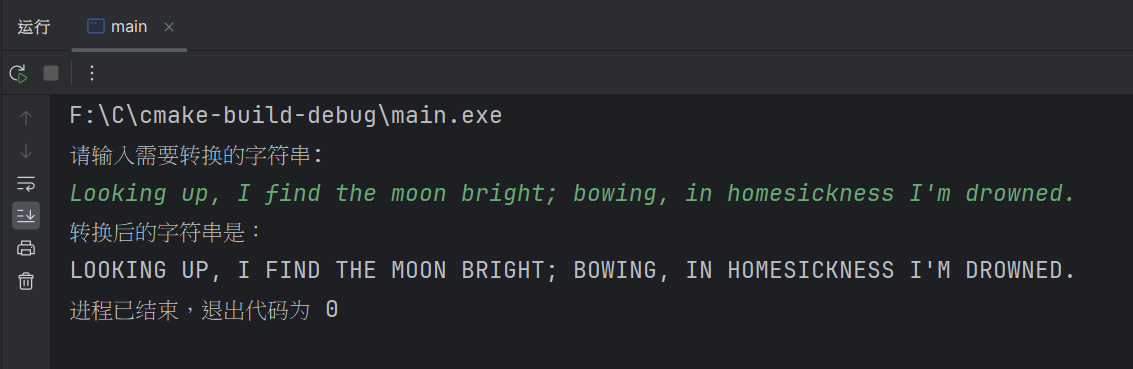 运行 main ×
F:\C\cmake-build-debug\main.exe
请输入需要转换的字符串:
Looking up, I find the moon bright; bowing, in homesickness I'm drowned.
转换后的字符串是：
LOOKING UP, I FIND THE MOON BRIGHT; BOWING, IN HOMESICKNESS I'M DROWNED.
进程已结束，退出代码为 0